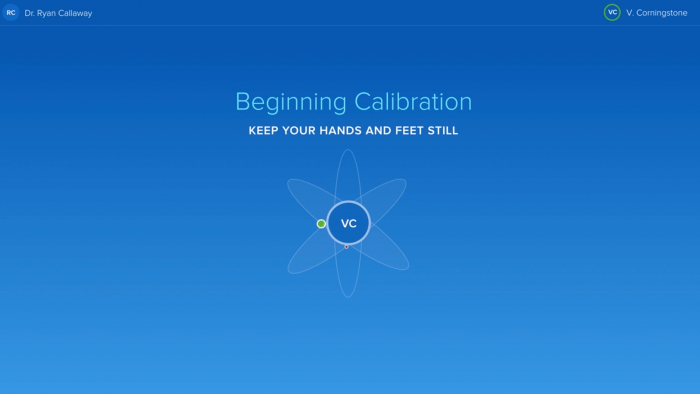 RC Dr. Ryan Callaway
VC V. Corningstone
Beginning Calibration
KEEP YOUR HANDS AND FEET STILL
VC